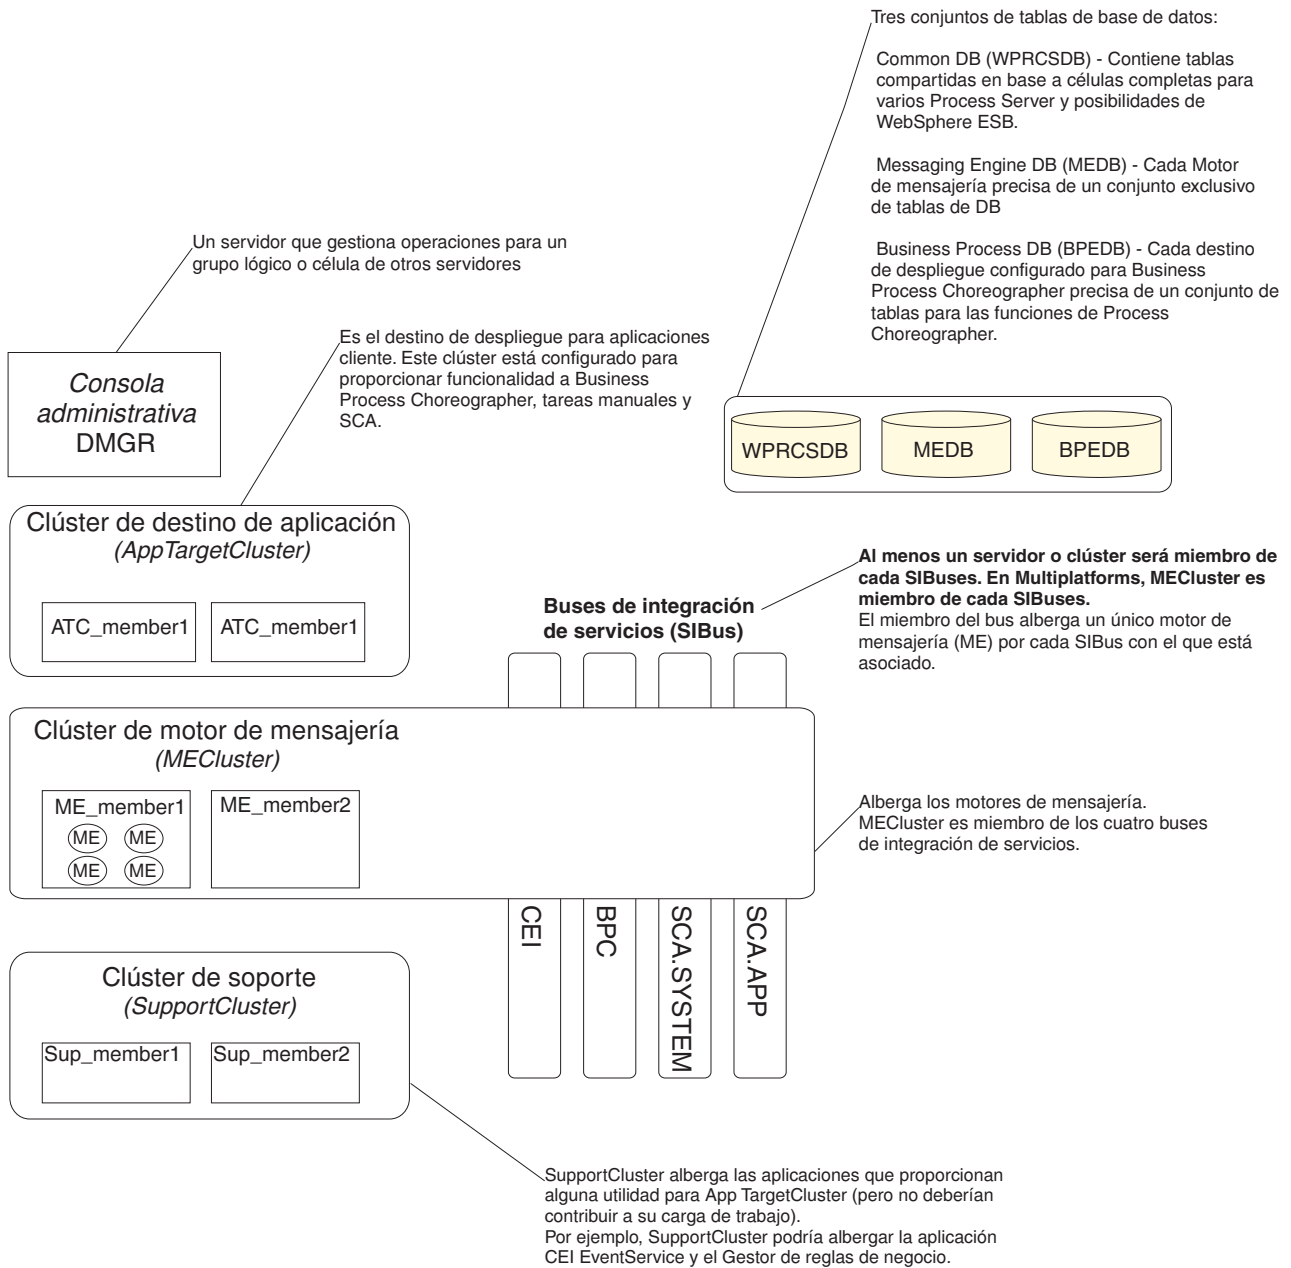 Tres conjuntos de tablas de base de datos:
Common DB (WPRCSDB) - Contiene tablas
compartidas en base a células completas para
varios Process Server y posibilidades de
WebSphere ESB.
Messaging Engine DB (MEDB) - Cada Motor
de mensajería precisa de un conjunto exclusivo
de tablas de DB
Business Process DB (BPEDB) - Cada destino
de despliegue configurado para Business
Process Choreographer precisa de un conjunto de
tablas para las funciones de Process
Choreographer.
Un servidor que gestiona operaciones para un
grupo lógico o célula de otros servidores
Es el destino de despliegue para aplicaciones
cliente. Este clúster está configurado para
proporcionar funcionalidad a Business
Process Choreographer, tareas manuales y
SCA.
Consola
administrativa
DMGR
WPRCSDB
MEDB
BPEDB
Clúster de destino de aplicación
(AppTargetCluster)
ATC_member1
ATC_member1
Buses de integración
de servicios (SIBus)
Al menos un servidor o clúster será miembro de
cada SIBuses. En Multiplatforms, MECluster es
miembro de cada SIBuses.
El miembro del bus alberga un único motor de
mensajería (ME) por cada SIBus con el que está
asociado.
Clúster de motor de mensajería
(MECluster)
ME_member1
ME ME
ME ME
ME_member2
Alberga los motores de mensajería.
MECluster es miembro de los cuatro buses
de integración de servicios.
CEI
BPC
SCA.SYSTEM
SCA.APP
Clúster de soporte
(SupportCluster)
Sup_member1
Sup_member2
SupportCluster alberga las aplicaciones que proporcionan
alguna utilidad para App TargetCluster (pero no deberían
contribuir a su carga de trabajo).
Por ejemplo, SupportCluster podría albergar la aplicación
CEI EventService y el Gestor de reglas de negocio.